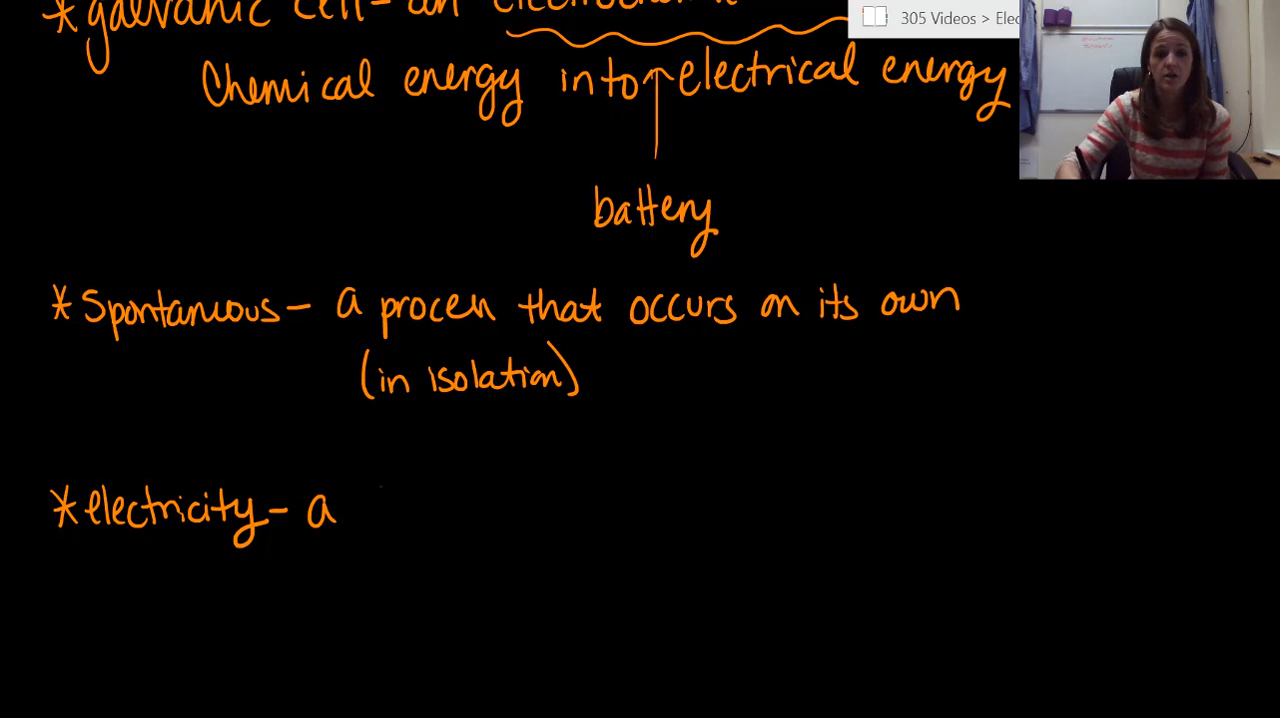 *galvanic cell- an
305 Videos > Elec
Chemical energy into electrical energy
battery
*Spontaneous- a process that occurs on its own
(in isolation)
*electricity- a